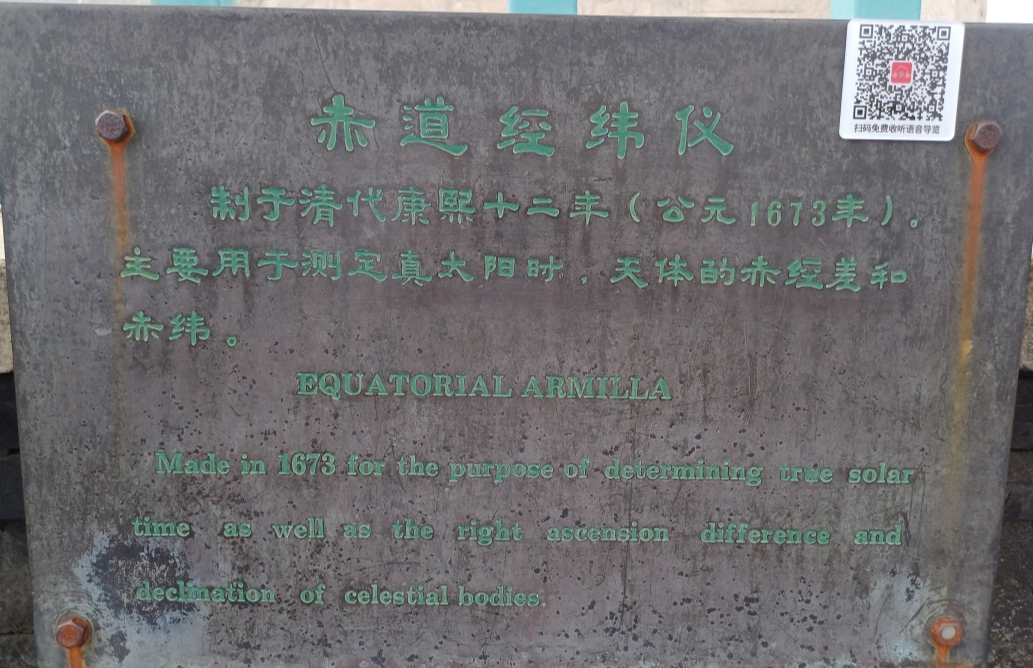 扫码免费收听语音导览
赤道经纬仪
制于清代康熙十二年（公元1673年）。
主要用于测定真太阳时，天体的赤经差和
赤纬。
EQUATORIAL ARMILLA
Made in 1673 for the purpose of determining true solar
time as well as the right ascension difference and
declination of celestial bodies.